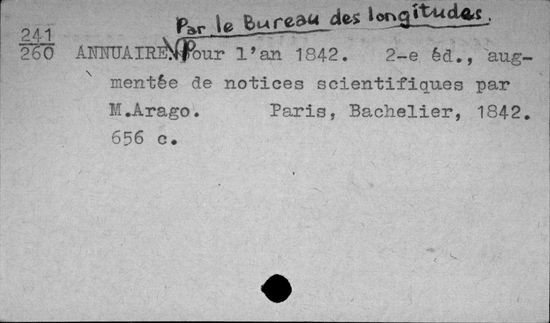 Par le Bureau des longitudes.
241
260
ANNUAIRE. Pour l'an 1842. 2-e éd., aug-
mentée de notices scientifiques par
M.Arago. Paris, Bachelier, 1842.
656 c.